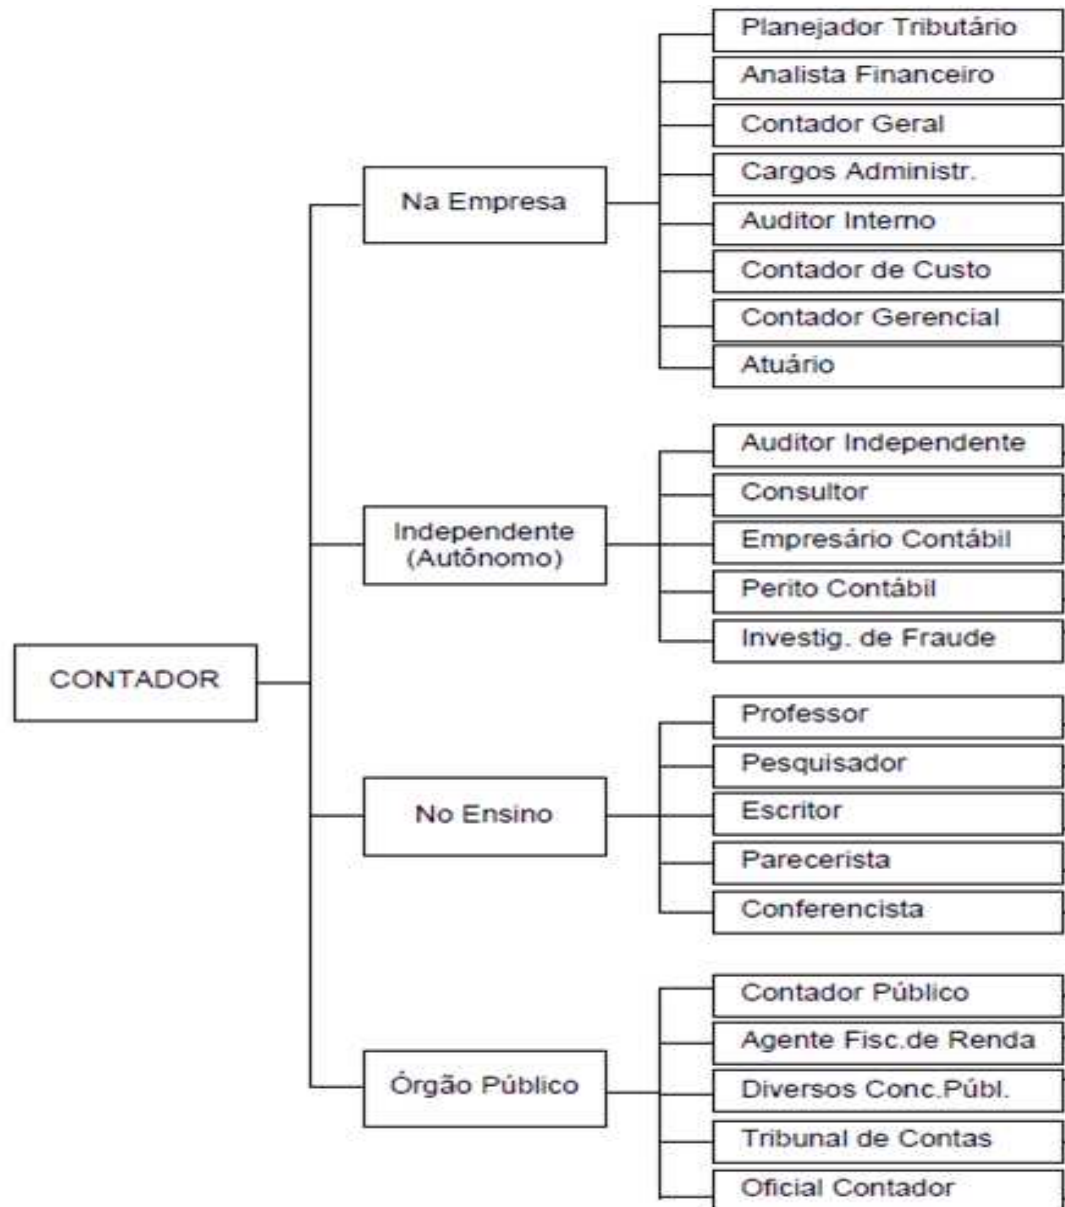 CONTADOR
Na Empresa
Planejador Tributário
Analista Financeiro
Contador Geral
Cargos Administr.
Auditor Interno
Contador de Custo
Contador Gerencial
Atuário
Independente
(Autônomo)
Auditor Independente
Consultor
Empresário Contábil
Perito Contábil
Investig. de Fraude
No Ensino
Professor
Pesquisador
Escritor
Parecerista
Conferencista
Órgão Público
Contador Público
Agente Fisc.de Renda
Diversos Conc.Públ.
Tribunal de Contas
Oficial Contador